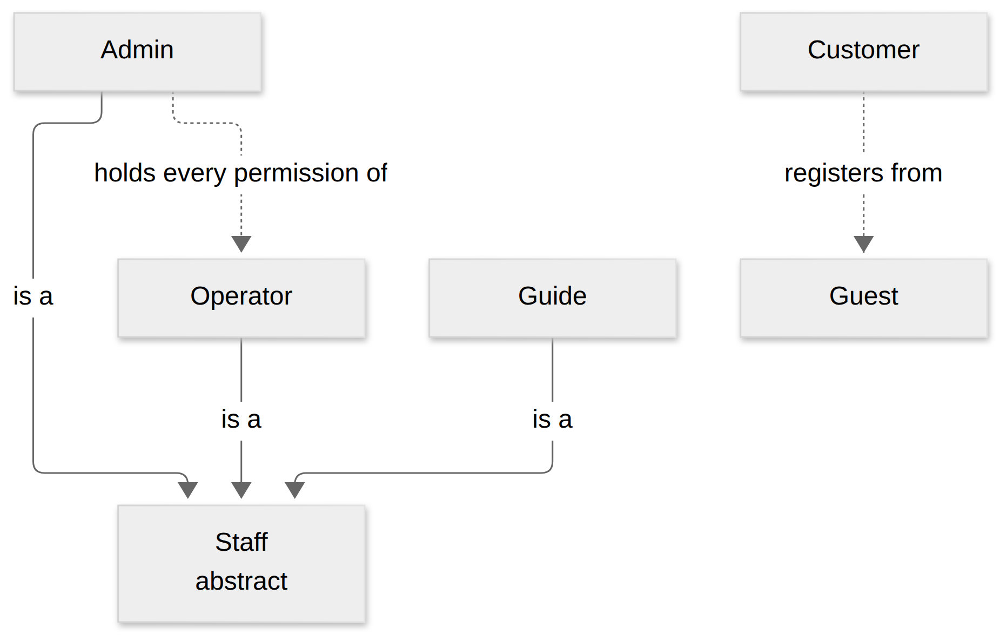 Admin
Customer
holds every permission of
registers from
is a
Operator
Guide
Guest
is a
is a
Staff
abstract